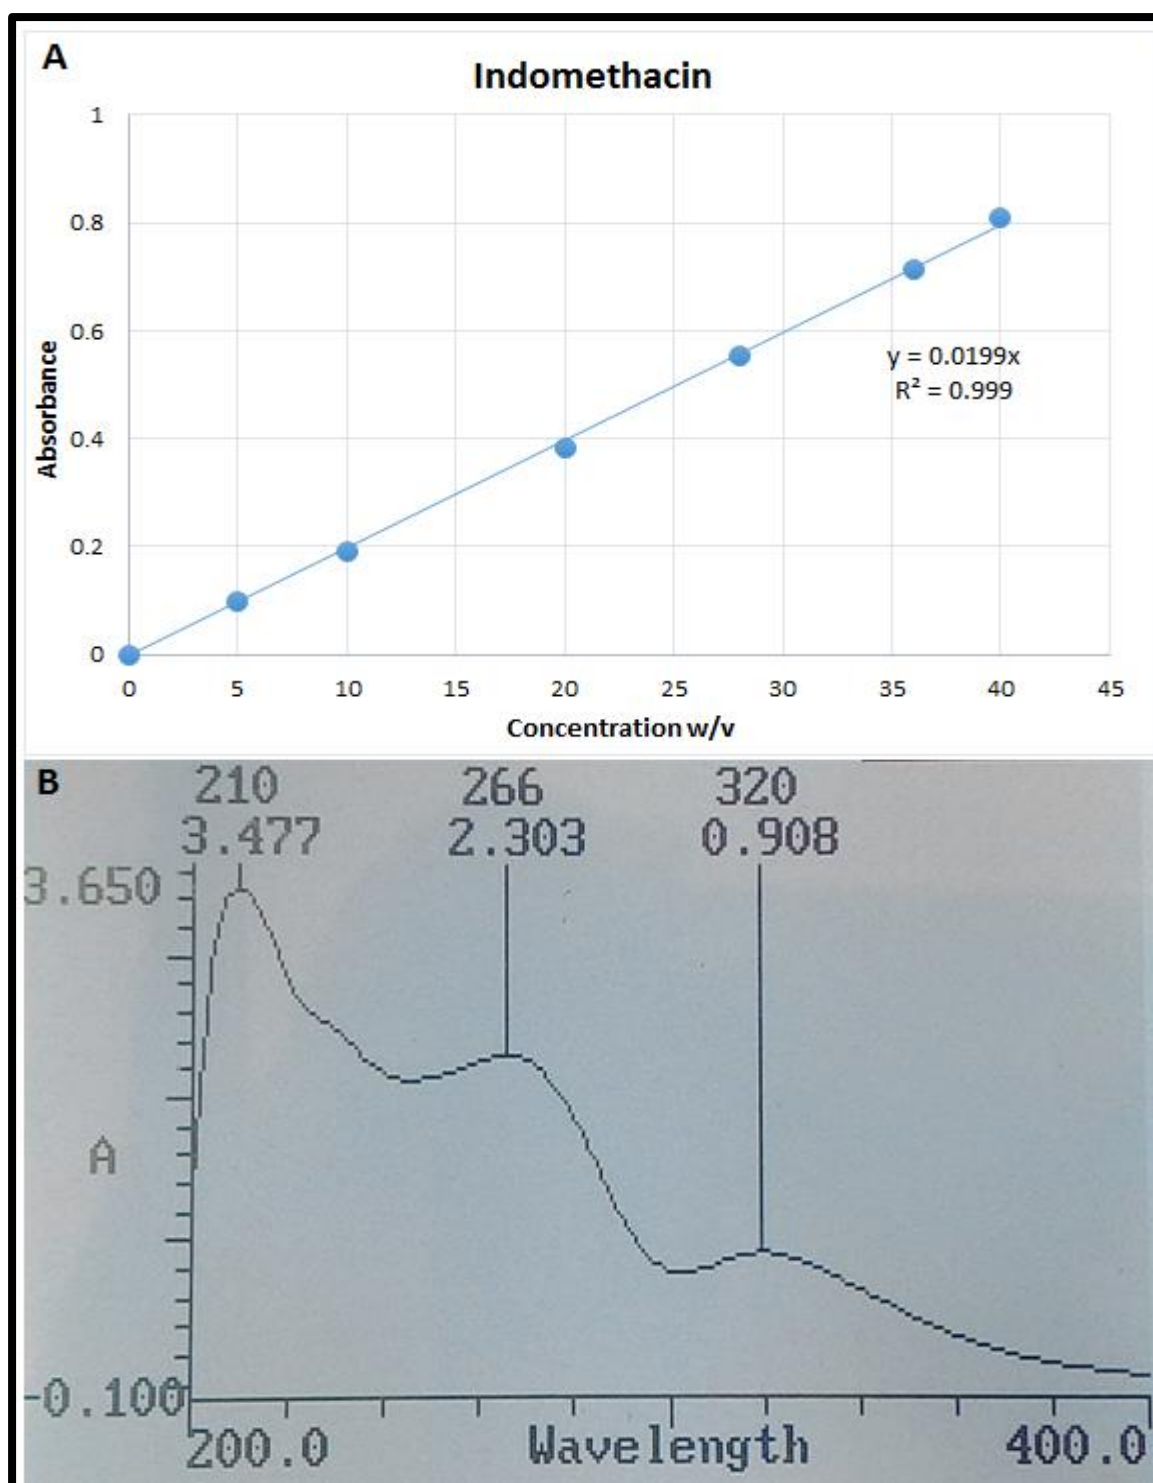 A
Indomethacin
1
0.8
0.6
0.4
0.2
0
Absorbance
y = 0.0199x
R² = 0.999
0 5 10 15 20 25 30 35 40 45
Concentration w/v
B
210 266 320
3.477 2.303 0.908
3.650
A
-0.100
200.0 Wavelength 400.0